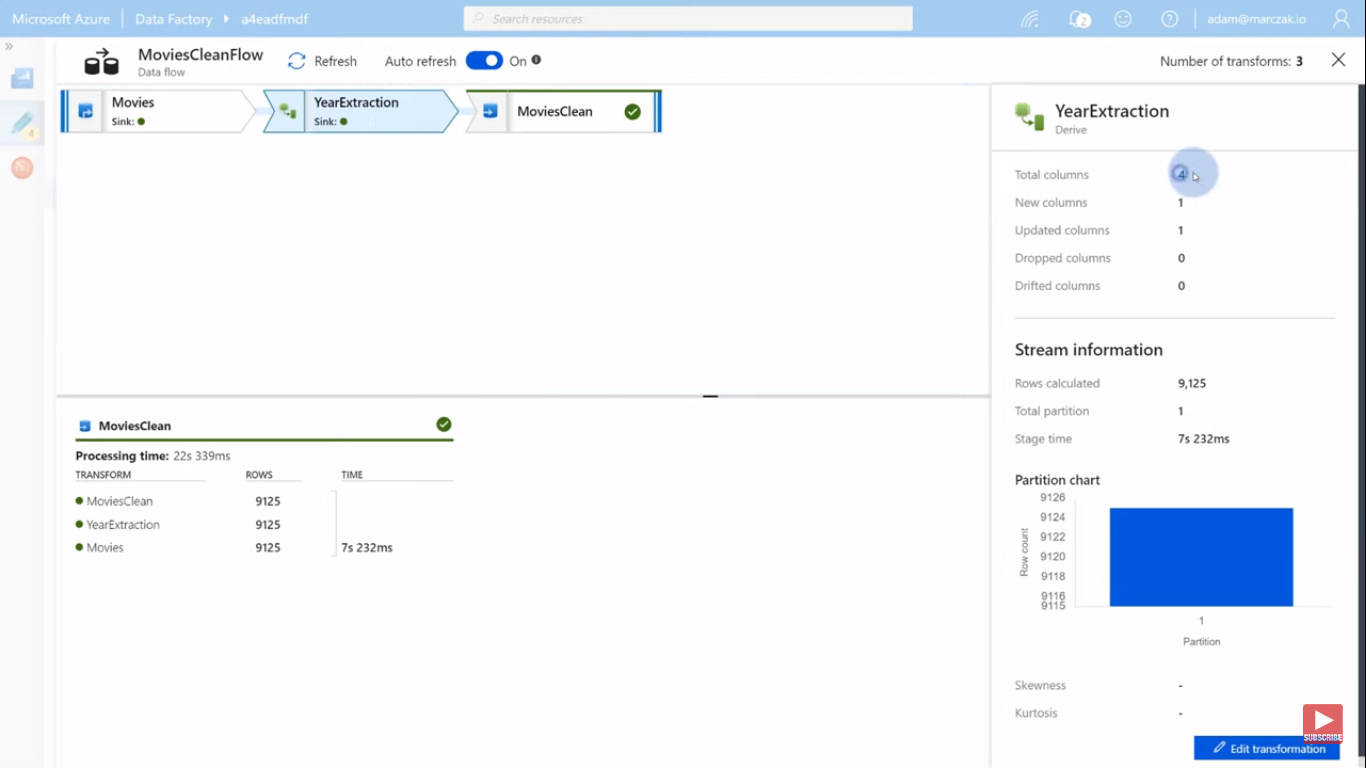 Microsoft Azure
Data Factory
a4eadfmdf
Search resources
2
adam@marczak.io
4
MoviesCleanFlow
Data flow
Refresh
Auto refresh
On
Number of transforms: 3
Movies
Sink:
YearExtraction
Sink:
MoviesClean
YearExtraction
Derive
Total columns 4
New columns 1
Updated columns 1
Dropped columns 0
Drifted columns 0
Stream information
Rows calculated 9,125
Total partition 1
Stage time 7s 232ms
Partition chart
9126
9124
9122
9120
9118
9116
9115
Row count
1
Partition
Skewness -
Kurtosis -
SUBSCRIBE
Edit transformation
MoviesClean
Processing time: 22s 339ms
TRANSFORM ROWS TIME
MoviesClean 9125
YearExtraction 9125
Movies 9125 7s 232ms